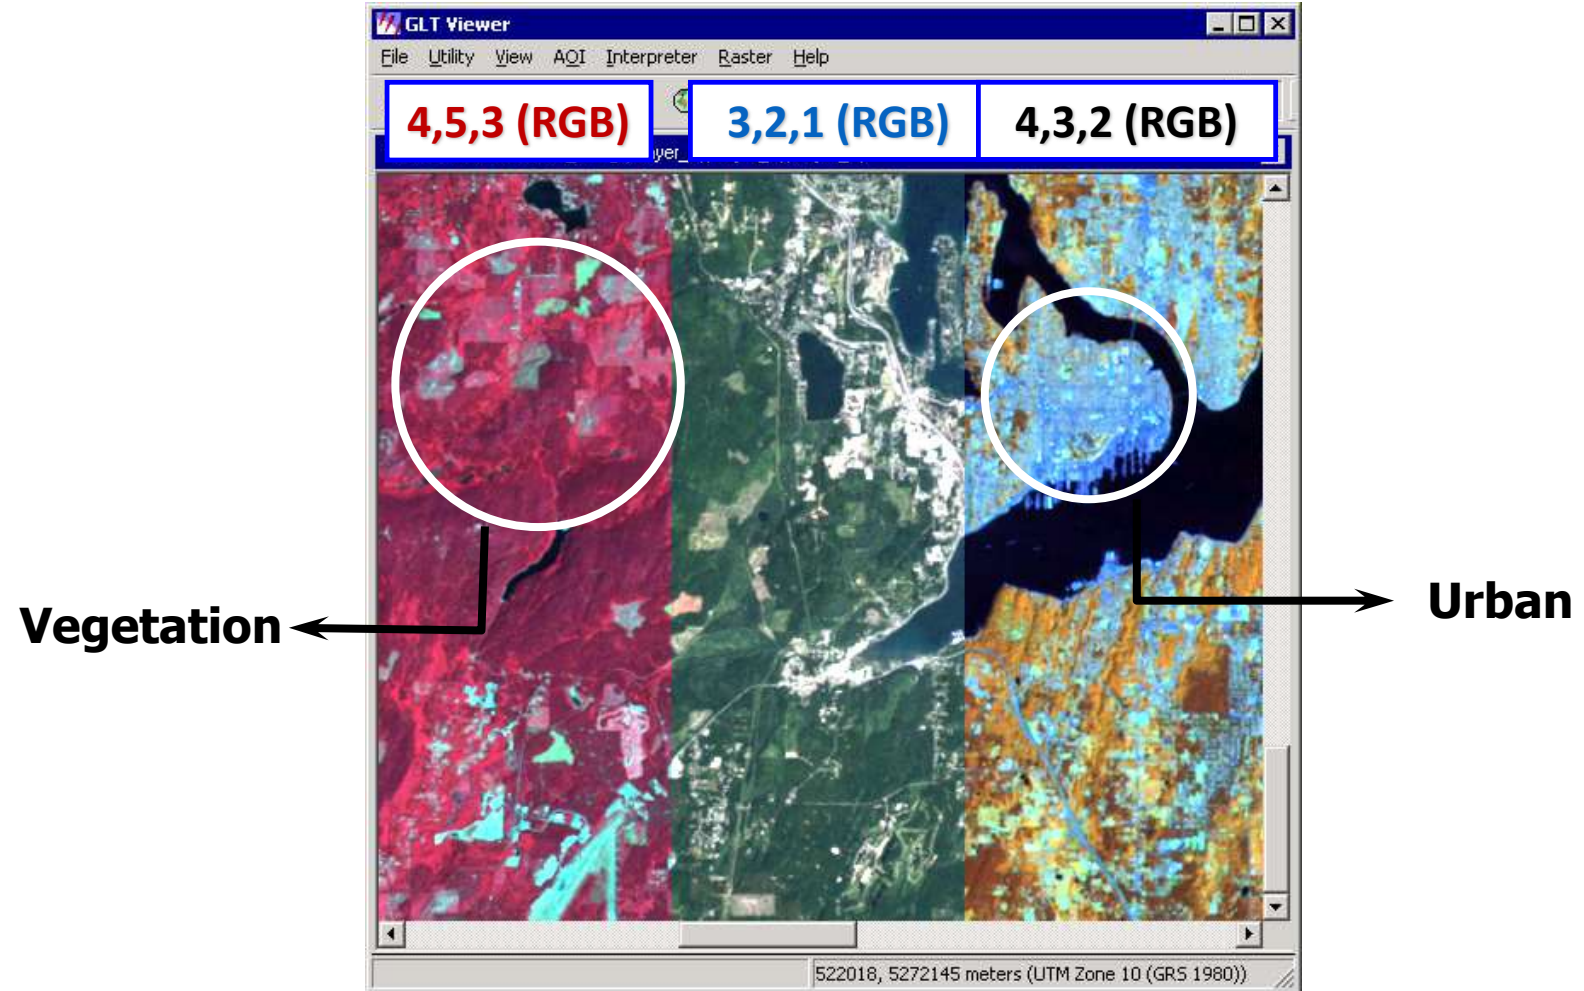 GLT Viewer
File Utility View AOI Interpreter Raster Help
4,5,3 (RGB) 3,2,1 (RGB) 4,3,2 (RGB)
Vegetation
Urban
522018, 5272145 meters (UTM Zone 10 (GRS 1980))